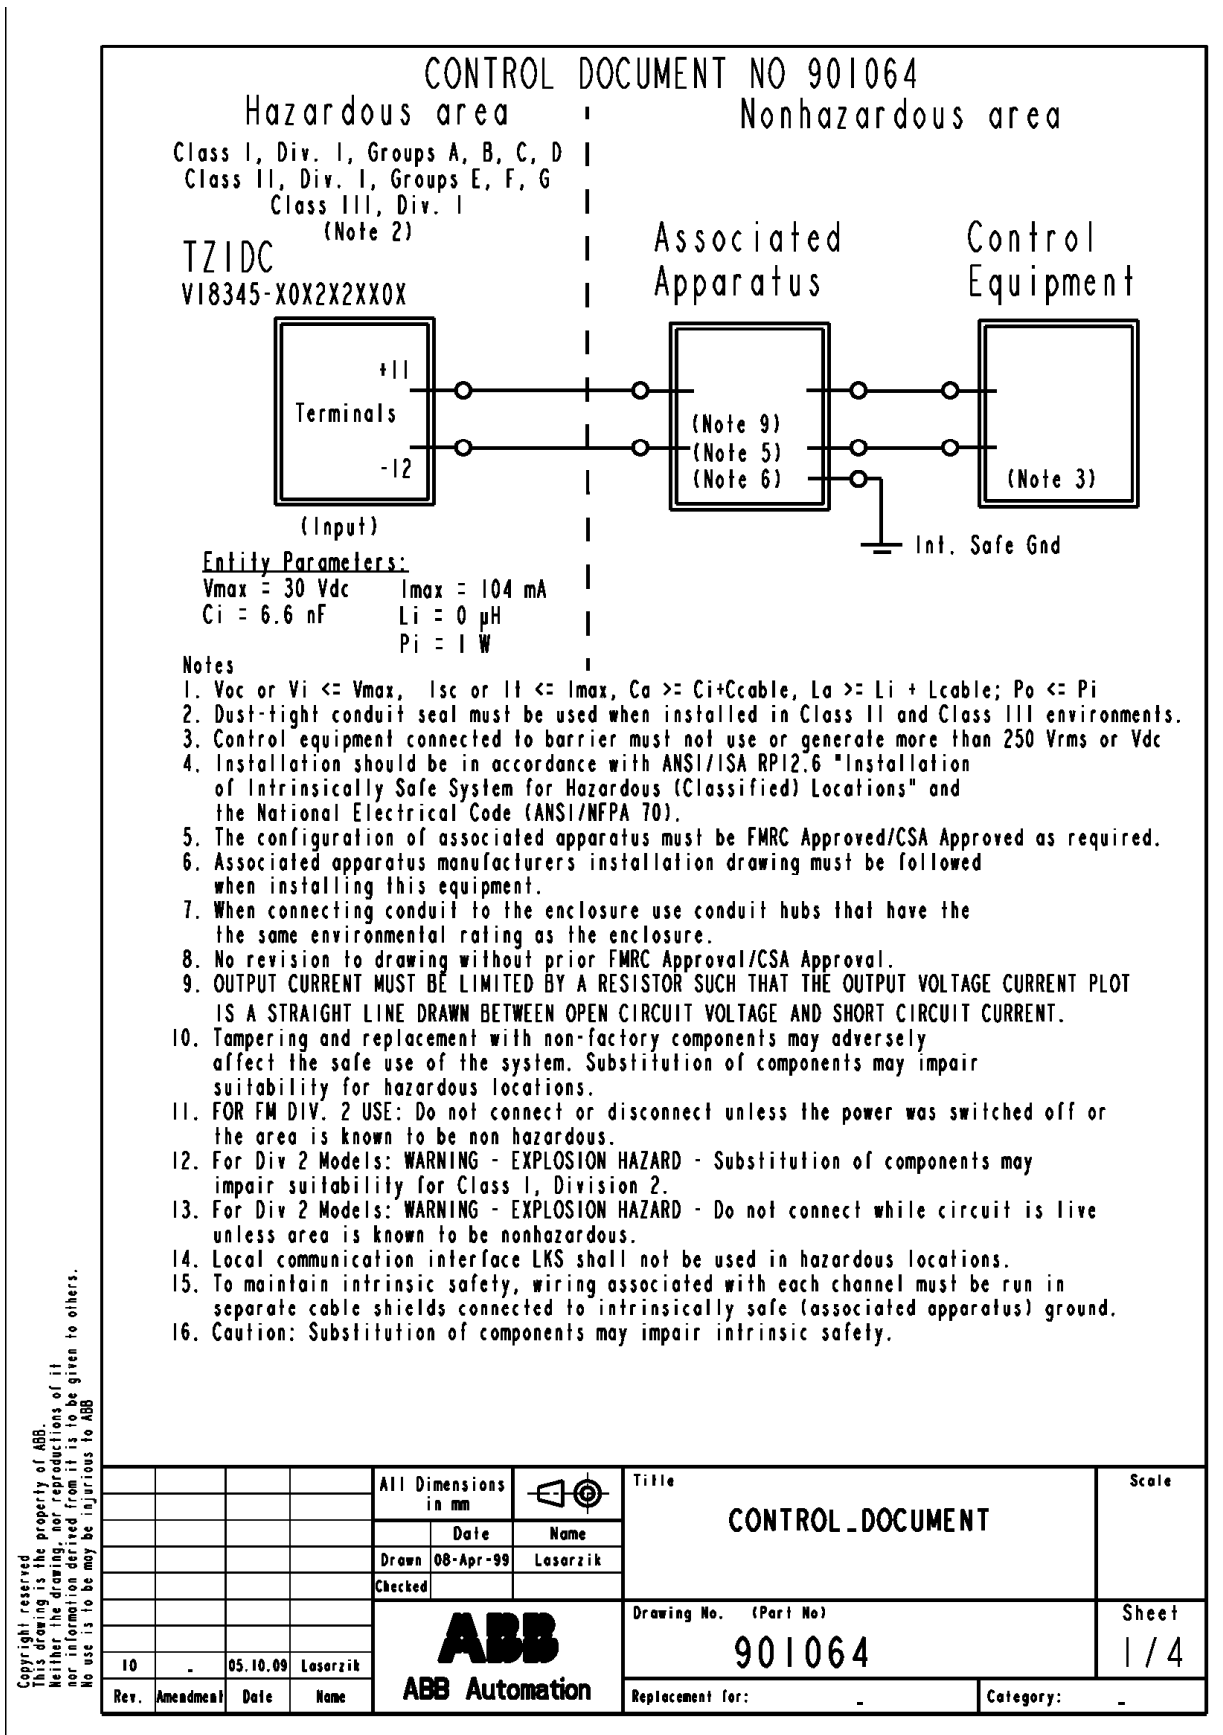 CONTROL DOCUMENT NO 901064
Hazardous area
Nonhazardous area
Class I, Div. I, Groups A, B, C, D
Class II, Div. I, Groups E, F, G
Class III, Div. I
(Note 2)
TZIDC
V18345-X0X2X2XX0X
Associated
Apparatus
Control
Equipment
+11
Terminals
-12
(Note 9)
(Note 5)
(Note 6)
(Note 3)
(Input)
Int. Safe Gnd
Entity Parameters:
Vmax = 30 Vdc    Imax = 104 mA
Ci = 6.6 nF    Li = 0 µH
Pi = 1 W
Notes
1. Voc or Vi <= Vmax,  Isc or It <= Imax, Ca >= Ci+Ccable, La >= Li + Lcable; Po <= Pi
2. Dust-tight conduit seal must be used when installed in Class II and Class III environments.
3. Control equipment connected to barrier must not use or generate more than 250 Vrms or Vdc
4. Installation should be in accordance with ANSI/ISA RP12.6 "Installation
of Intrinsically Safe System for Hazardous (Classified) Locations" and
the National Electrical Code (ANSI/NFPA 70).
5. The configuration of associated apparatus must be FMRC Approved/CSA Approved as required.
6. Associated apparatus manufacturers installation drawing must be followed
when installing this equipment.
7. When connecting conduit to the enclosure use conduit hubs that have the
the same environmental rating as the enclosure.
8. No revision to drawing without prior FMRC Approval/CSA Approval.
9. OUTPUT CURRENT MUST BE LIMITED BY A RESISTOR SUCH THAT THE OUTPUT VOLTAGE CURRENT PLOT
IS A STRAIGHT LINE DRAWN BETWEEN OPEN CIRCUIT VOLTAGE AND SHORT CIRCUIT CURRENT.
10. Tampering and replacement with non-factory components may adversely
affect the safe use of the system. Substitution of components may impair
suitability for hazardous locations.
11. FOR FM DIV. 2 USE: Do not connect or disconnect unless the power was switched off or
the area is known to be non hazardous.
12. For Div 2 Models: WARNING - EXPLOSION HAZARD - Substitution of components may
impair suitability for Class I, Division 2.
13. For Div 2 Models: WARNING - EXPLOSION HAZARD - Do not connect while circuit is live
unless area is known to be nonhazardous.
14. Local communication interface LKS shall not be used in hazardous locations.
15. To maintain intrinsic safety, wiring associated with each channel must be run in
separate cable shields connected to intrinsically safe (associated apparatus) ground.
16. Caution: Substitution of components may impair intrinsic safety.
Copyright reserved
This drawing is the property of ABB.
Neither the drawing, nor reproductions of it
nor information derived from it is to be given to others.
No use is to be may be injurious to ABB
All Dimensions
in mm
Title
CONTROL_DOCUMENT
Scale
Date    Name
Drawn    08-Apr-99    Lasarzik
Checked
ABB
ABB Automation
Drawing No.    (Part No)
901064
Sheet
1/4
10    -    05.10.09    Lasarzik
Rev.    Amendment    Date    Name
Replacement for:    -
Category:    -